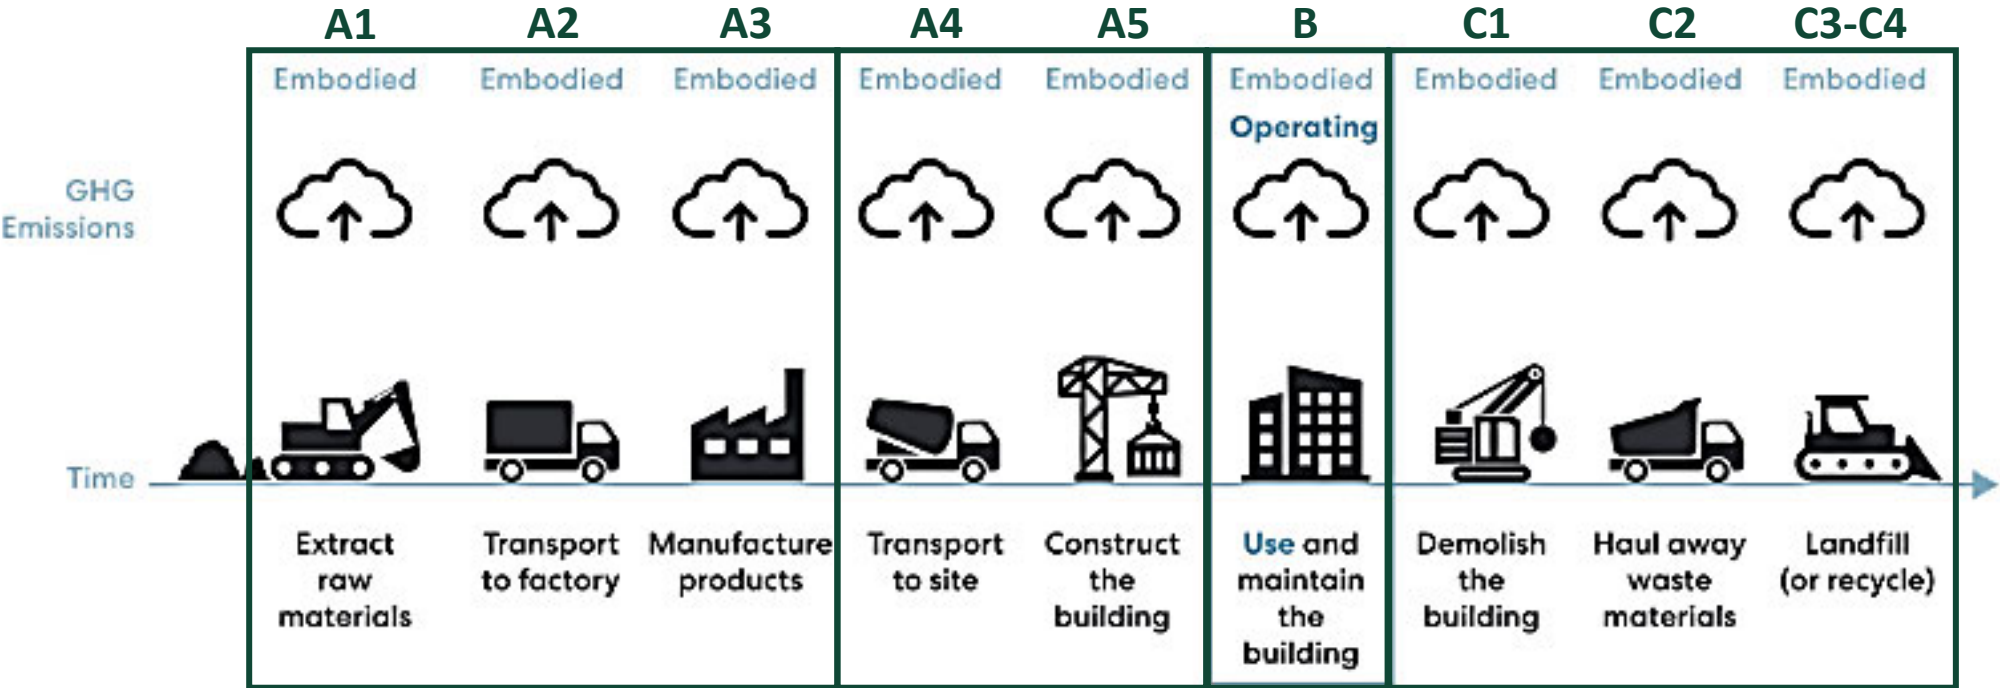 A1 A2 A3 A4 A5 B C1 C2 C3-C4
Embodied Embodied Embodied Embodied Embodied Embodied Embodied Embodied Embodied
Operating
GHG
Emissions
Time
Extract
raw
materials
Transport
to factory
Manufacture
products
Transport
to site
Construct
the
building
Use and
maintain
the
building
Demolish
the
building
Haul away
waste
materials
Landfill
(or recycle)